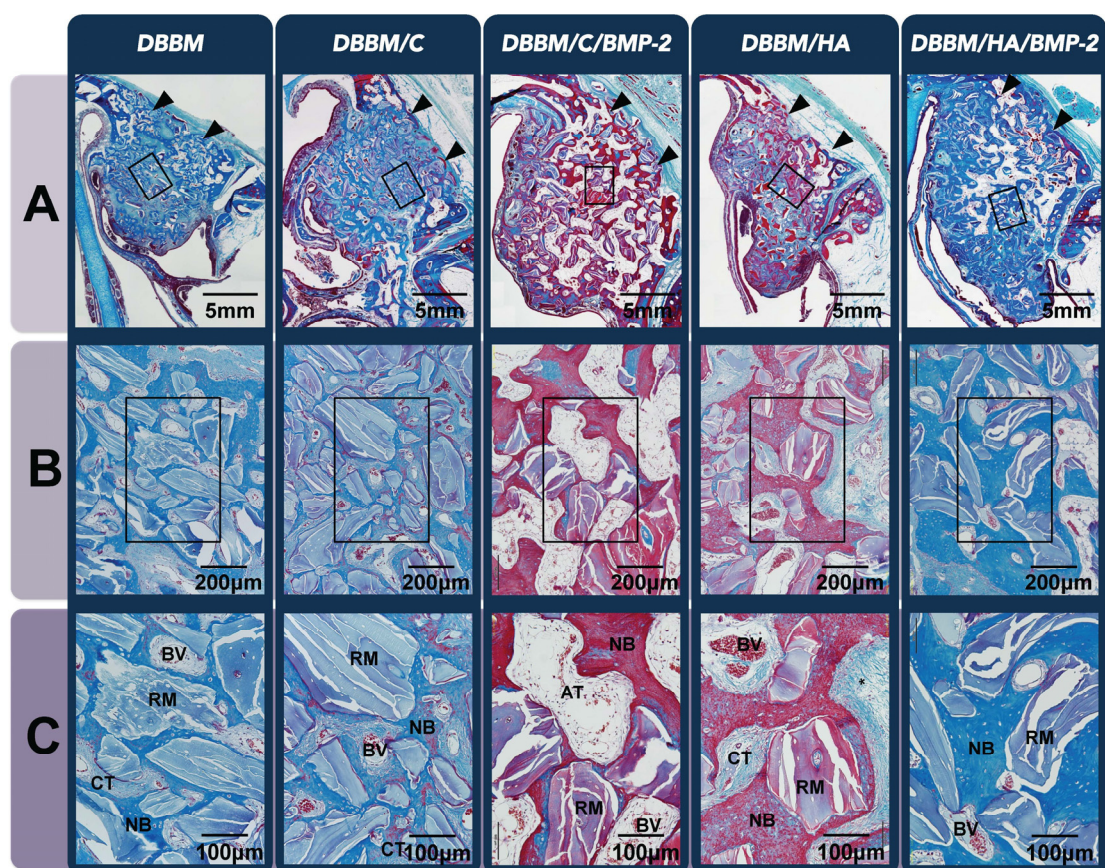 DBBM
DBBM/C
DBBM/C/BMP-2
DBBM/HA
DBBM/HA/BMP-2
A
5mm
5mm
5mm
5mm
5mm
B
200µm
200µm
200µm
200µm
200µm
C
BV
RM
CT
NB
100µm
RM
NB
BV
CT
100µm
NB
AT
RM
BV
100µm
BV
*
CT
RM
NB
100µm
NB
RM
BV
100µm